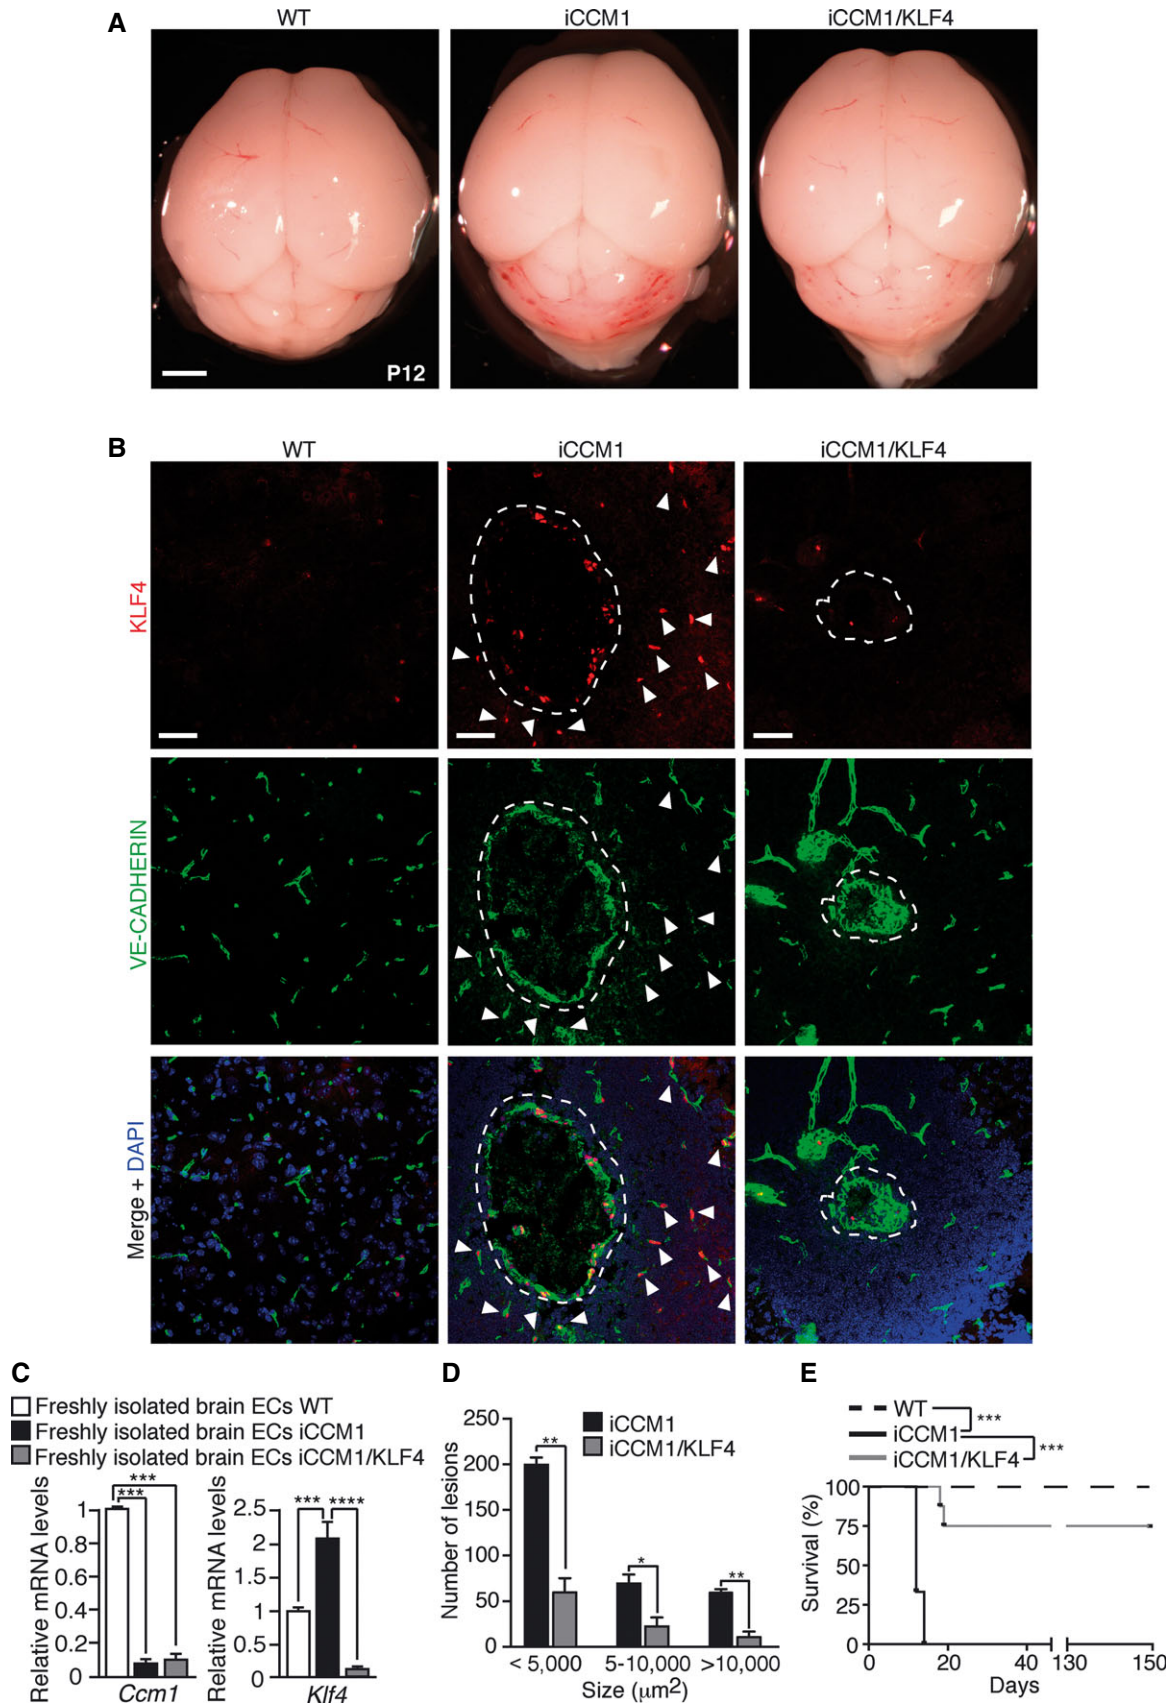 A
WT
iCCM1
iCCM1/KLF4
P12
B
WT
iCCM1
iCCM1/KLF4
KLF4
VE-CADHERIN
Merge + DAPI
C
Freshly isolated brain ECs WT
Freshly isolated brain ECs iCCM1
Freshly isolated brain ECs iCCM1/KLF4
Relative mRNA levels
1
0.8
0.6
0.4
0.2
0
***
***
Ccm1
Relative mRNA levels
2.5
2
1.5
1
0.5
0
***
****
Klf4
D
iCCM1
iCCM1/KLF4
Number of lesions
250
200
150
100
50
0
**
*
**
< 5,000
5-10,000
>10,000
Size (µm2)
E
WT
iCCM1
iCCM1/KLF4
***
***
Survival (%)
100
75
50
25
0
0
20
40
130
150
Days